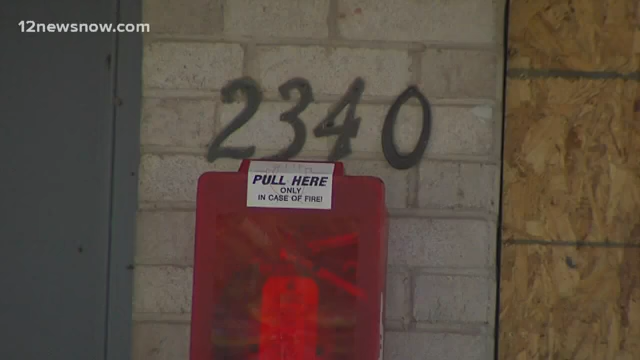 12newsnow.com
2340
PULL HERE
ONLY
IN CASE OF FIRE!